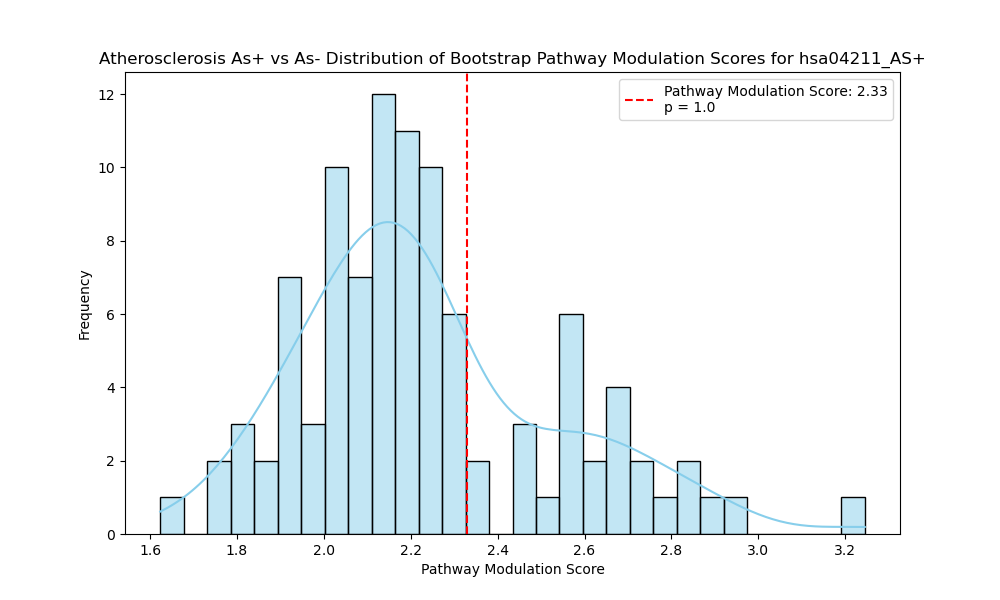 Atherosclerosis As+ vs As- Distribution of Bootstrap Pathway Modulation Scores for hsa04211_AS+
Pathway Modulation Score: 2.33
p = 1.0
12
10
8
6
4
2
0
Frequency
1.6 1.8 2.0 2.2 2.4 2.6 2.8 3.0 3.2
Pathway Modulation Score